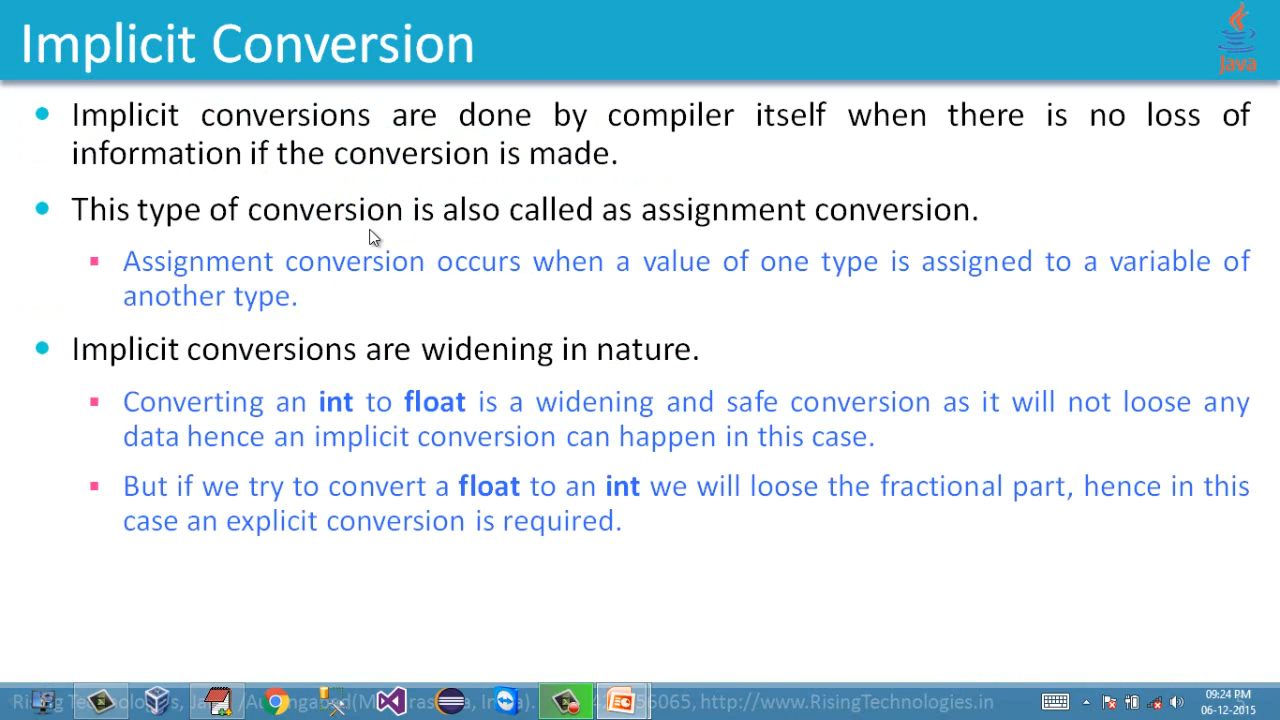 Implicit Conversion
Java
Implicit conversions are done by compiler itself when there is no loss of
information if the conversion is made.
This type of conversion is also called as assignment conversion.
Assignment conversion occurs when a value of one type is assigned to a variable of
another type.
Implicit conversions are widening in nature.
Converting an int to float is a widening and safe conversion as it will not loose any
data hence an implicit conversion can happen in this case.
But if we try to convert a float to an int we will loose the fractional part, hence in this
case an explicit conversion is required.
http://www.RisingTechnologies.in
09:24 PM
06-12-2015